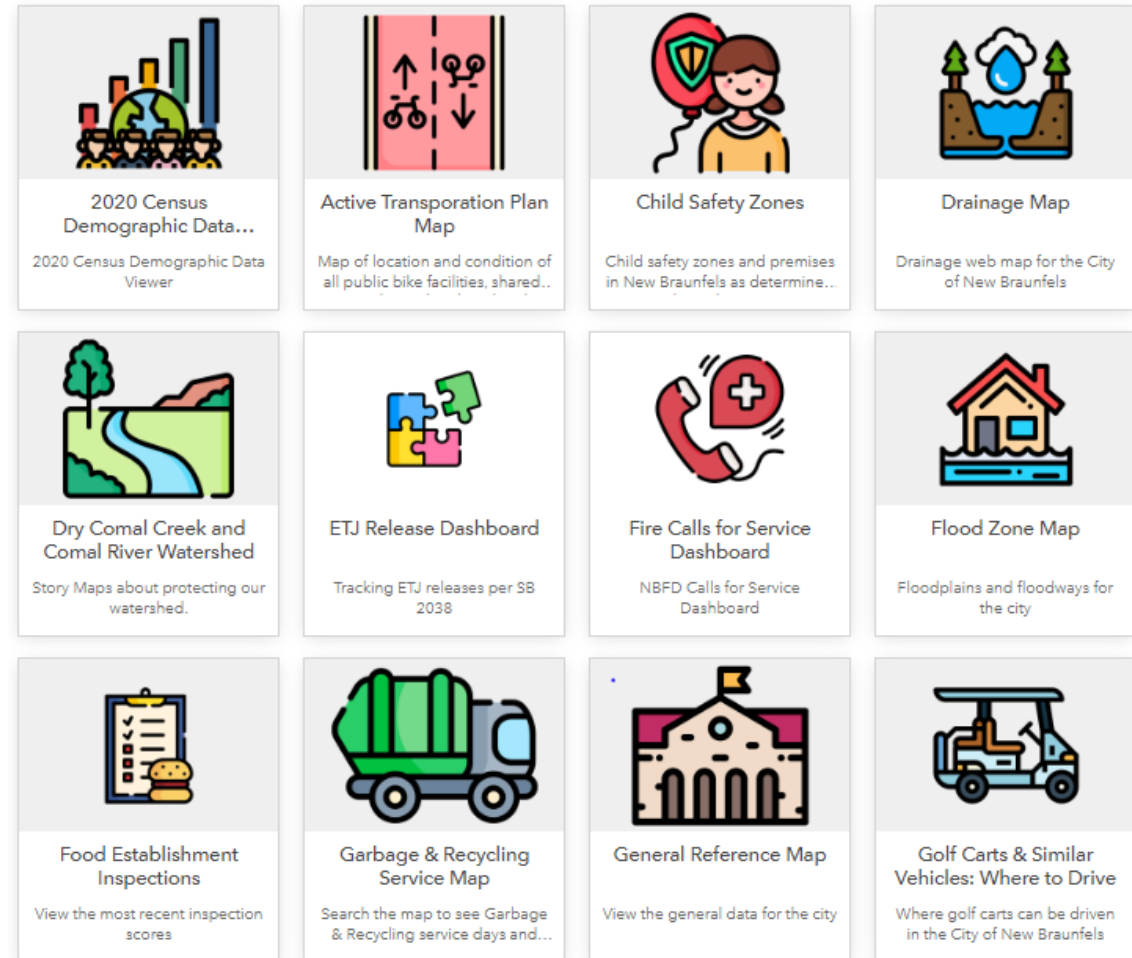 2020 Census
Demographic Data...
2020 Census Demographic Data
Viewer
Active Transporation Plan
Map
Map of location and condition of
all public bike facilities, shared..
Child Safety Zones
Child safety zones and premises
in New Braunfels as determine...
Drainage Map
Drainage web map for the City
of New Braunfels
Dry Comal Creek and
Comal River Watershed
Story Maps about protecting our
watershed.
ETJ Release Dashboard
Tracking ETJ releases per SB
2038
Fire Calls for Service
Dashboard
NBFD Calls for Service
Dashboard
Flood Zone Map
Floodplains and floodways for
the city
Food Establishment
Inspections
View the most recent inspection
scores
Garbage & Recycling
Service Map
Search the map to see Garbage
& Recycling service days and...
General Reference Map
View the general data for the city
Golf Carts & Similar
Vehicles: Where to Drive
Where golf carts can be driven
in the City of New Braunfels